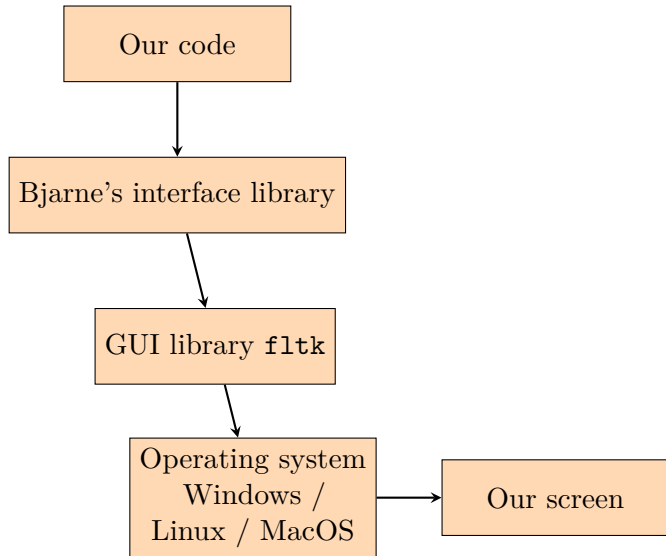 Our code
Bjarne's interface library
GUI library fltk
Operating system
Windows /
Linux / MacOS
Our screen